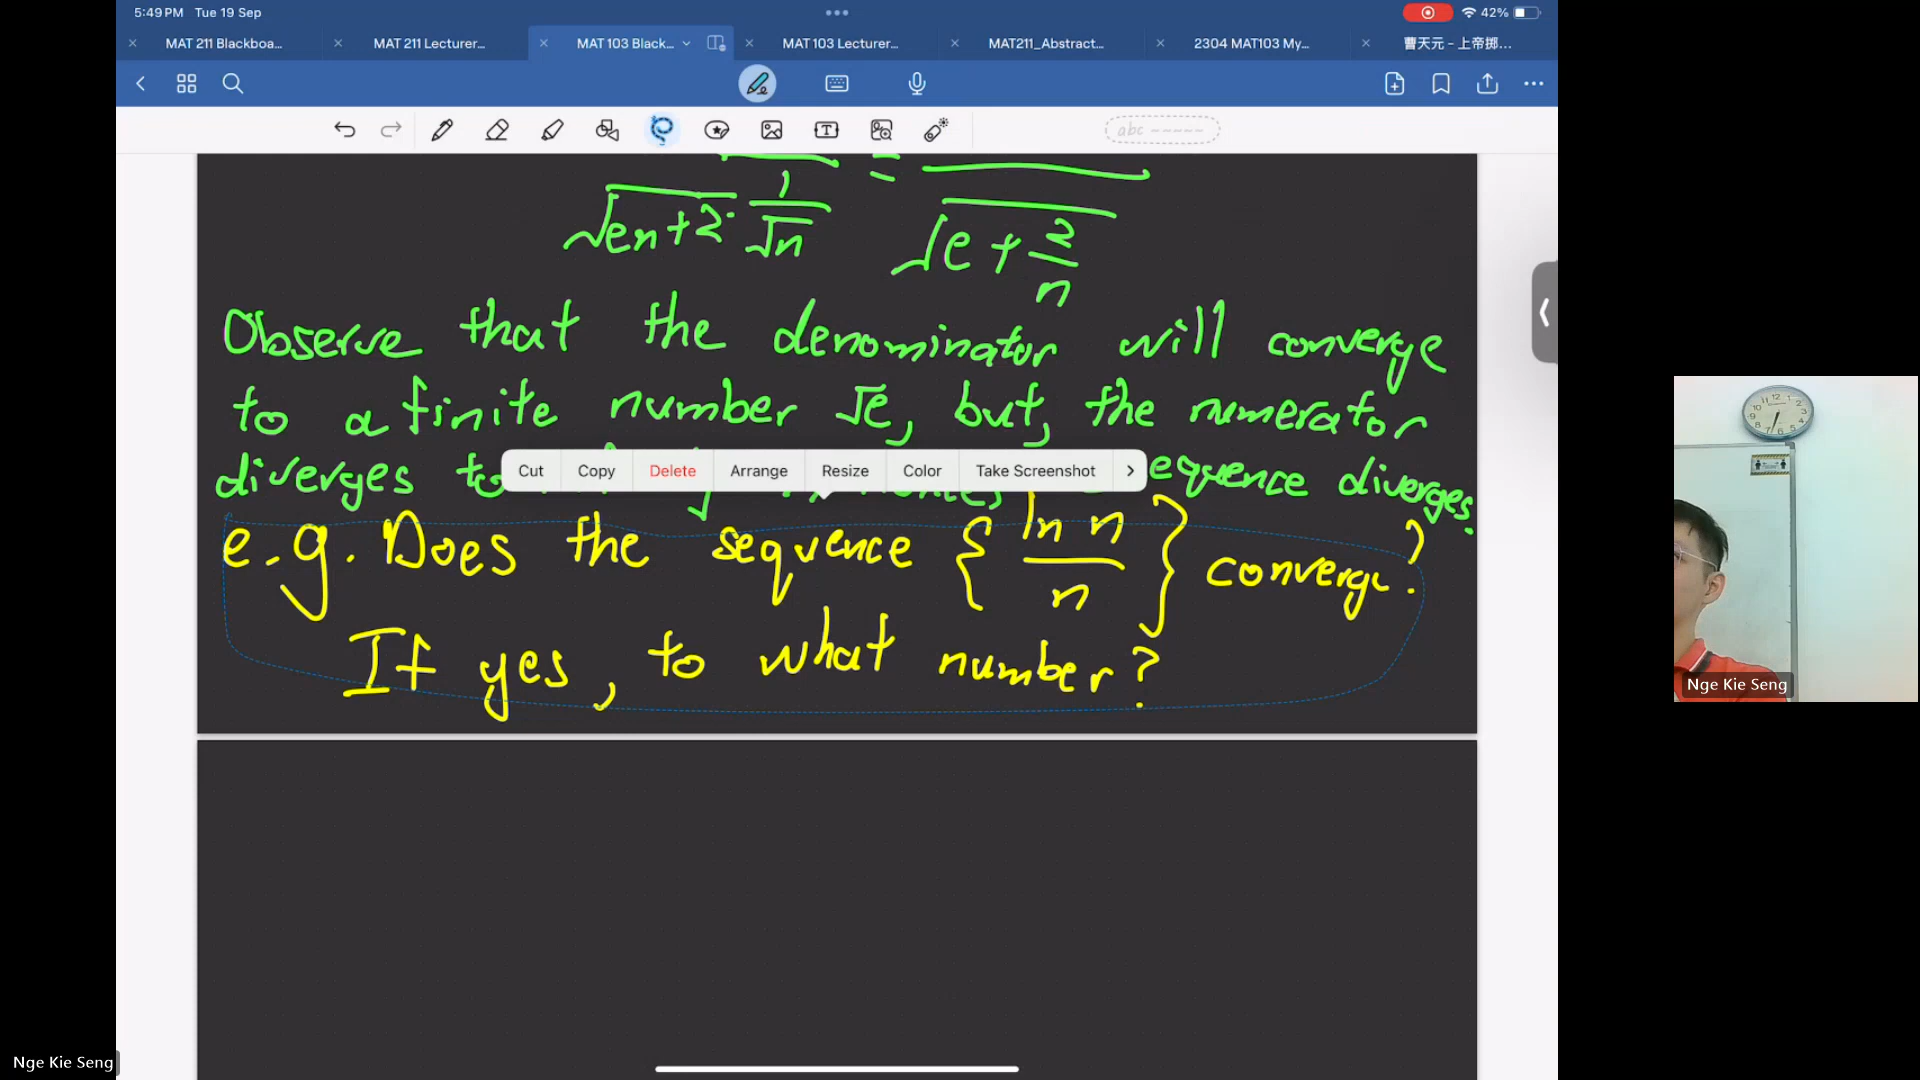 5:49 PM Tue 19 Sep
42%
MAT 211 Blackboa...
MAT 211 Lecturer...
MAT 103 Black...
MAT 103 Lecturer...
MAT211_Abstract...
2304 MAT103 My...
曹天元 - 上帝掷...
abc
√en+2 · 1/√n = √e + 2/n
Observe that the denominator will converge
to a finite number √e, but, the numerator
diverges to
sequence diverges.
Cut Copy Delete Arrange Resize Color Take Screenshot
e.g. Does the sequence { ln n / n } converge?
If yes, to what number?
Nge Kie Seng
Nge Kie Seng